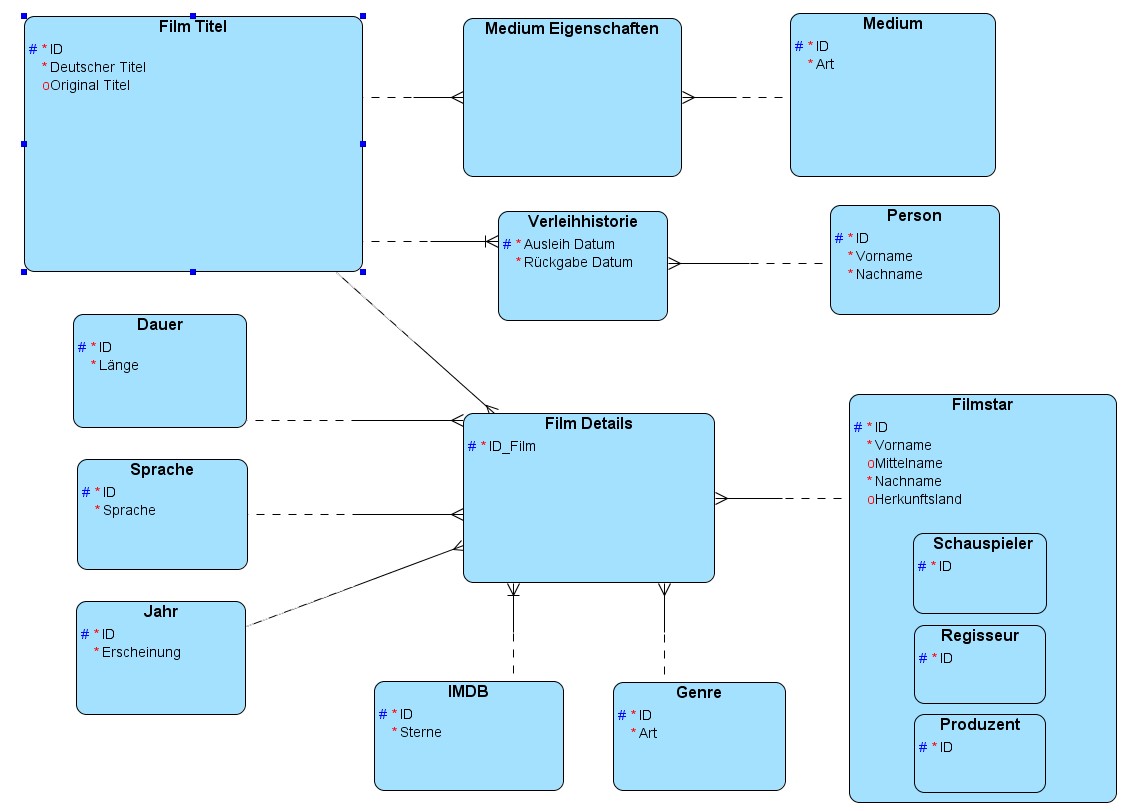 Film Titel
# * ID
* Deutscher Titel
o Original Titel
Medium Eigenschaften
Medium
# * ID
* Art
Verleihhistorie
# * Ausleih Datum
* Rückgabe Datum
Person
# * ID
* Vorname
* Nachname
Dauer
# * ID
* Länge
Sprache
# * ID
* Sprache
Jahr
# * ID
* Erscheinung
Film Details
# * ID_Film
IMDB
# * ID
* Sterne
Genre
# * ID
* Art
Filmstar
# * ID
* Vorname
o Mittelname
* Nachname
o Herkunftsland
Schauspieler
# * ID
Regisseur
# * ID
Produzent
# * ID